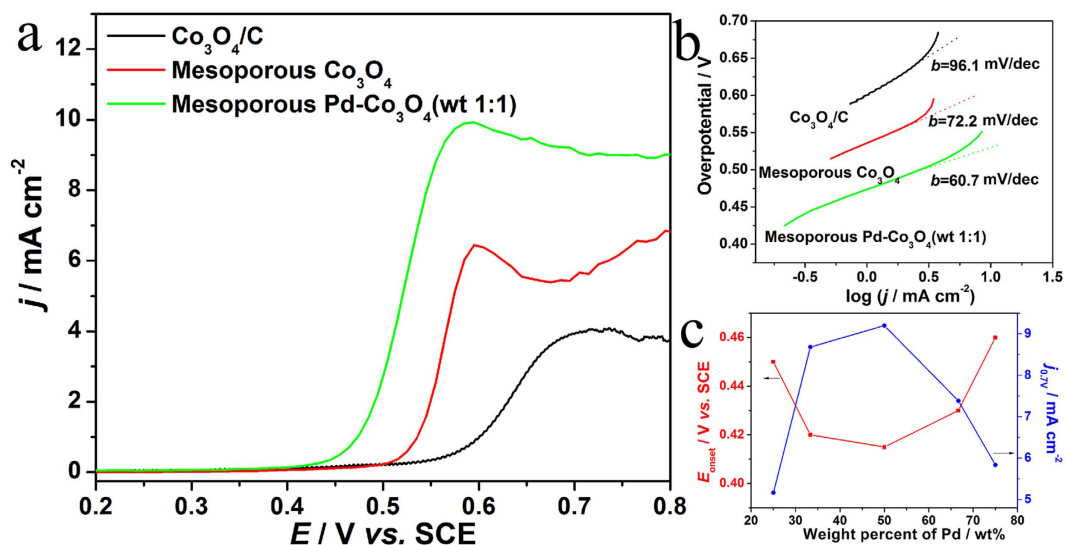 a
j / mA cm-2
12
10
8
6
4
2
0
Co3O4/C
Mesoporous Co3O4
Mesoporous Pd-Co3O4(wt 1:1)
0.2 0.3 0.4 0.5 0.6 0.7 0.8
E / V vs. SCE
b
Overpotential / V
0.70
0.65
0.60
0.55
0.50
0.45
0.40
b=96.1 mV/dec
Co3O4/C
b=72.2 mV/dec
Mesoporous Co3O4
b=60.7 mV/dec
Mesoporous Pd-Co3O4(wt 1:1)
-0.5 0.0 0.5 1.0 1.5
log (j / mA cm-2)
c
Eonset / V vs. SCE
0.46
0.44
0.42
0.40
9
8
7
6
5
j0.7V / mA cm-2
20 30 40 50 60 70 80
Weight percent of Pd / wt%